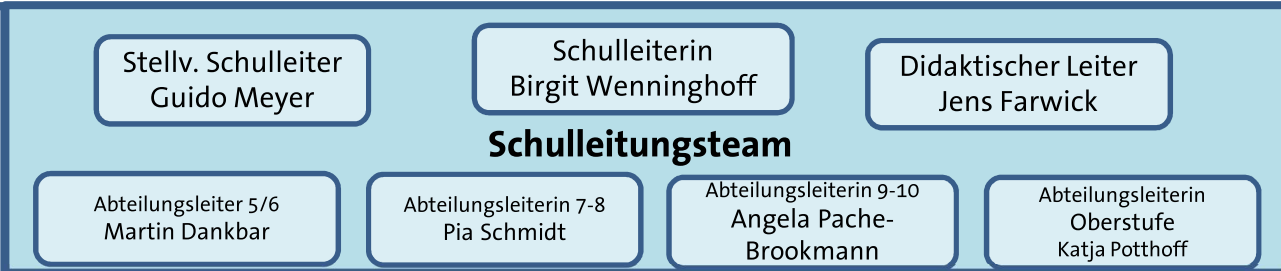 Stellv. Schulleiter
Guido Meyer
Schulleiterin
Birgit Wenninghoff
Didaktischer Leiter
Jens Farwick
Schulleitungsteam
Abteilungsleiter 5/6
Martin Dankbar
Abteilungsleiterin 7-8
Pia Schmidt
Abteilungsleiterin 9-10
Angela Pache-
Brookmann
Abteilungsleiterin
Oberstufe
Katja Potthoff